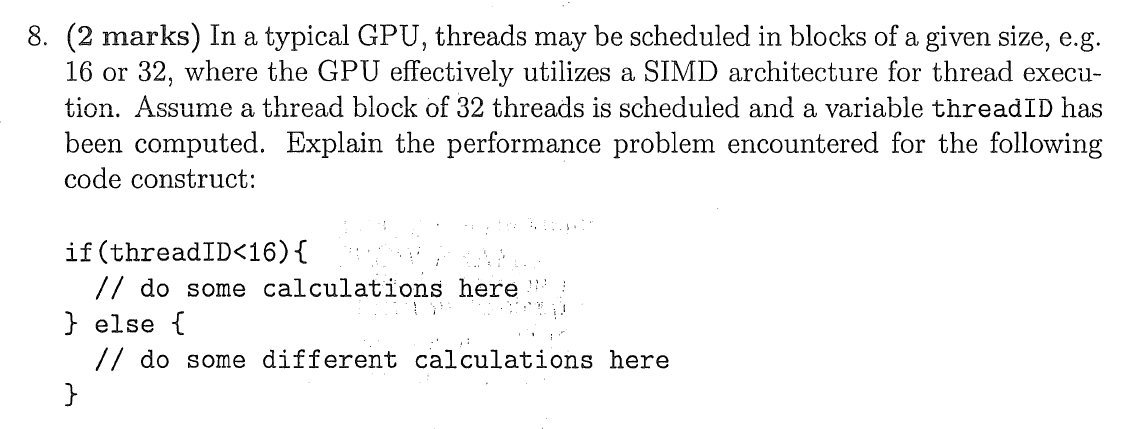 8. (2 marks) In a typical GPU, threads may be scheduled in blocks of a given size, e.g.
16 or 32, where the GPU effectively utilizes a SIMD architecture for thread execu-
tion. Assume a thread block of 32 threads is scheduled and a variable threadID has
been computed. Explain the performance problem encountered for the following
code construct:
if(threadID<16){
// do some calculations here
} else {
// do some different calculations here
}